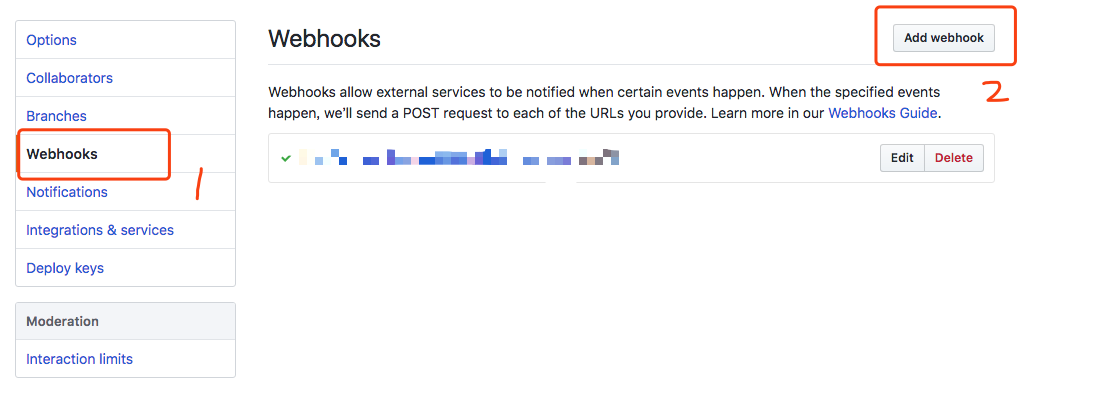 Options
Collaborators
Branches
Webhooks
Notifications
Integrations & services
Deploy keys
Moderation
Interaction limits
1
Webhooks
Add webhook
2
Webhooks allow external services to be notified when certain events happen. When the specified events
happen, we’ll send a POST request to each of the URLs you provide. Learn more in our Webhooks Guide.
Edit
Delete